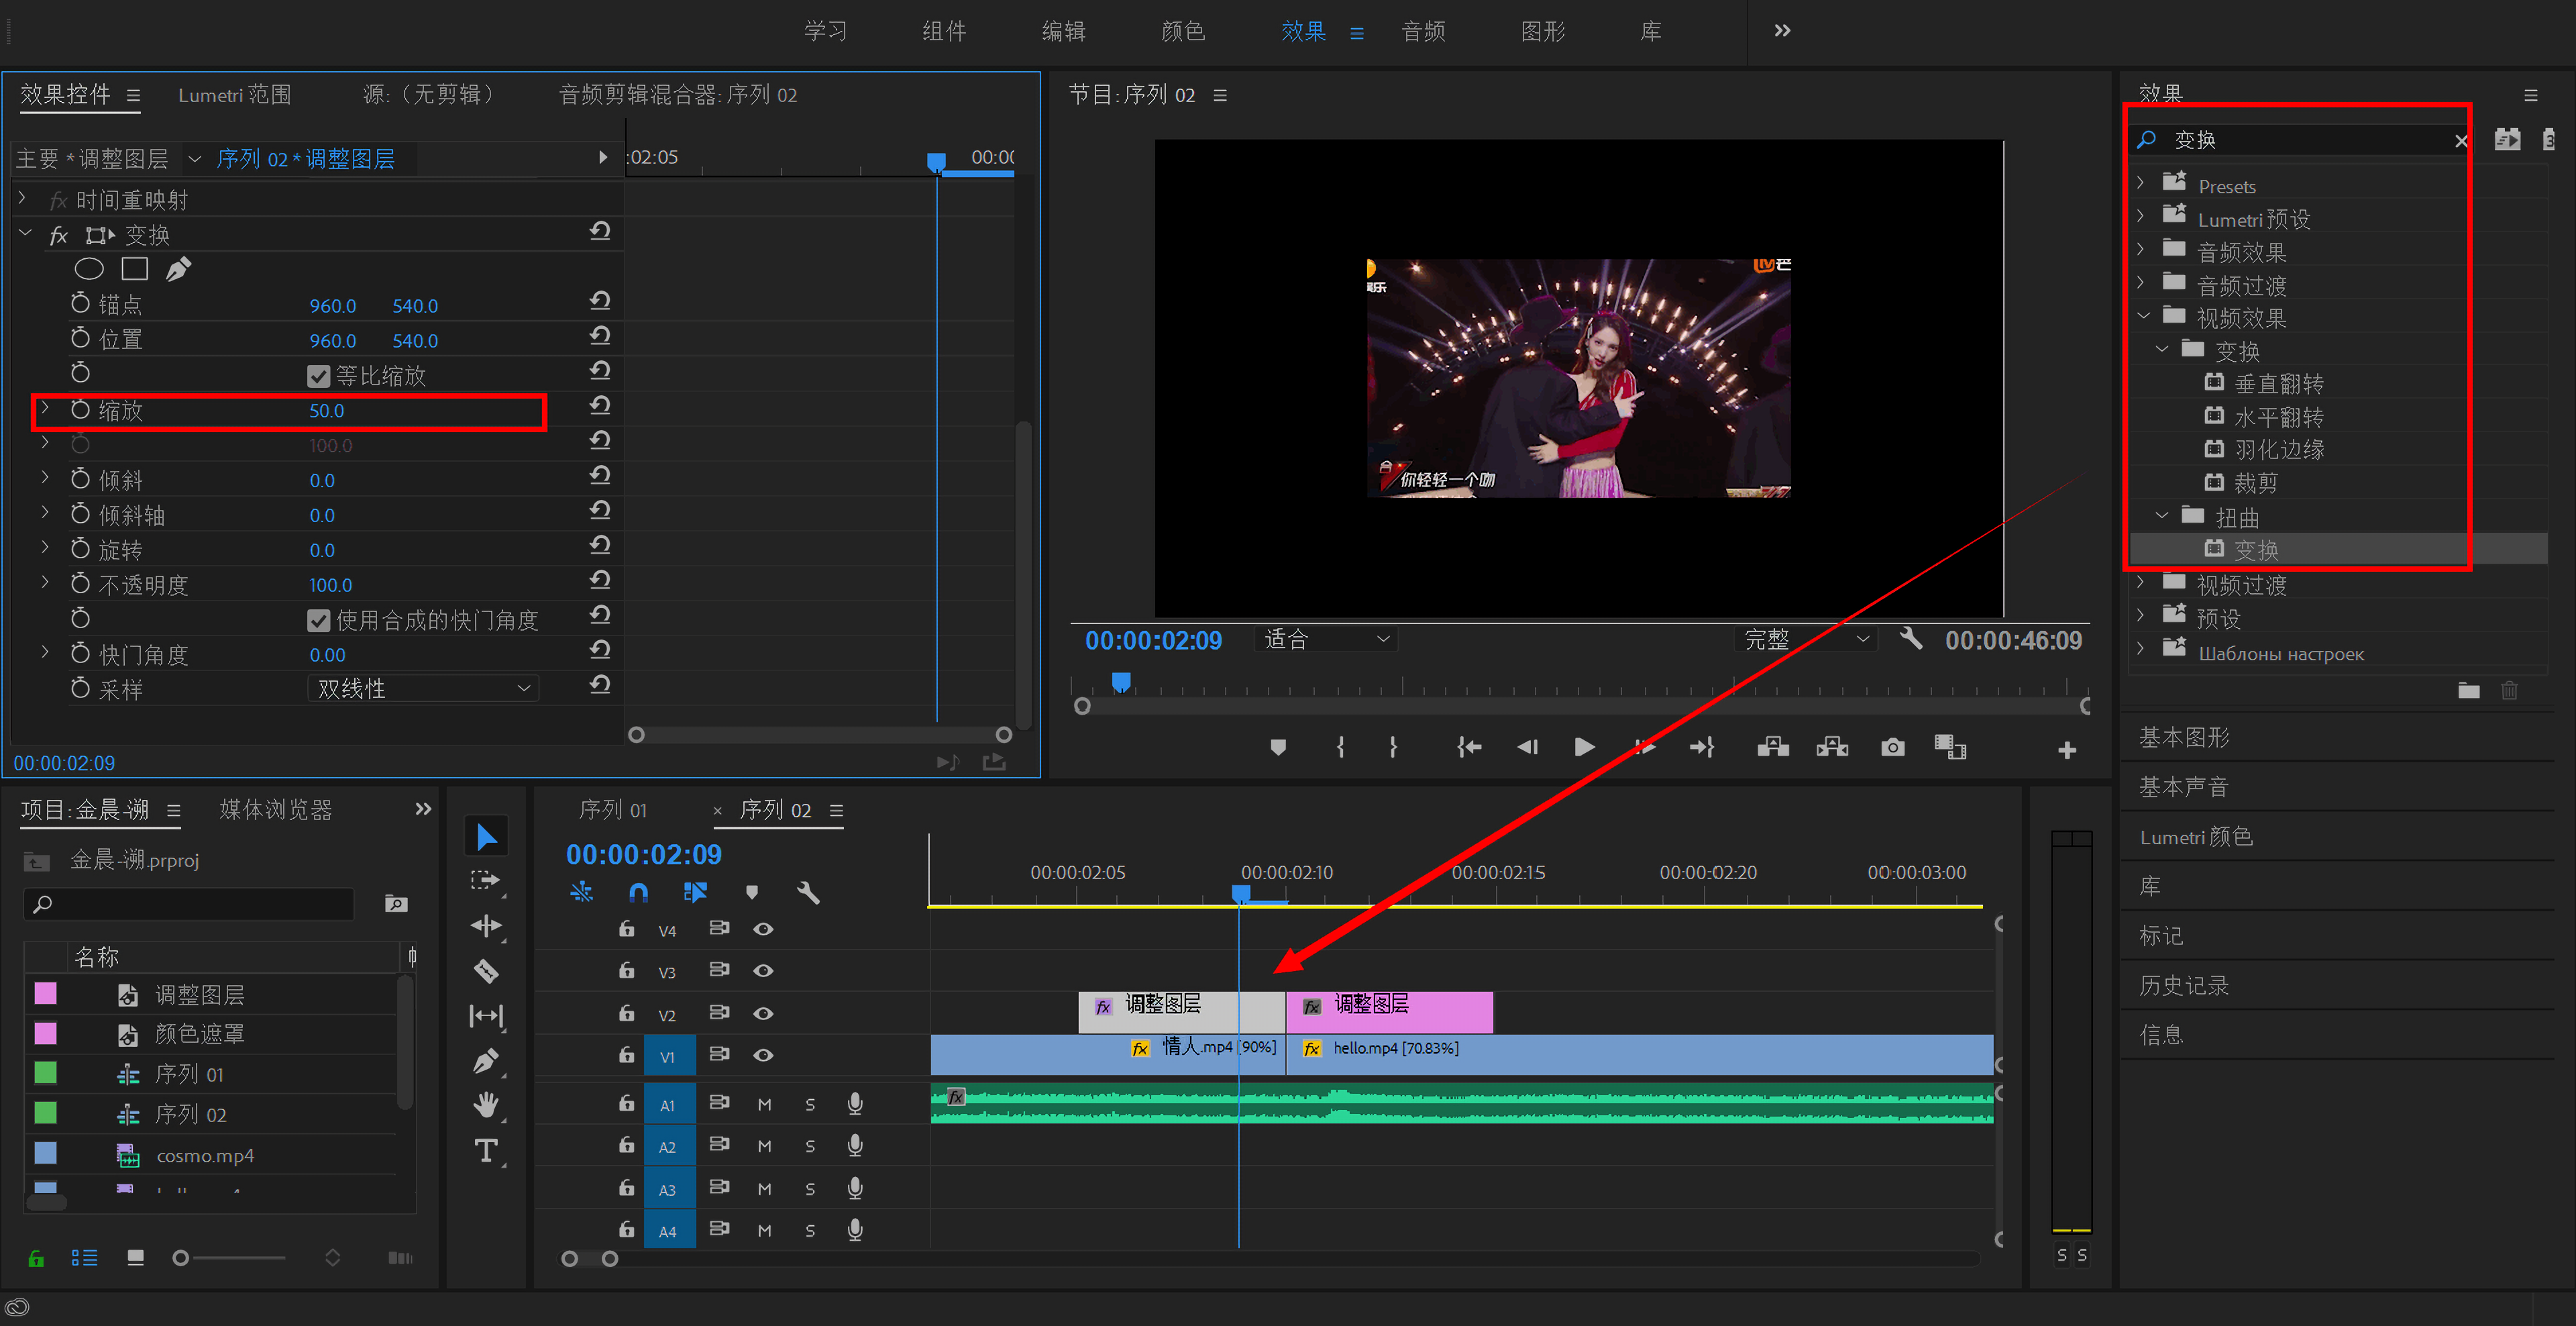 学习 组件 编辑 颜色 效果 音频 图形 库
效果控件 Lumetri 范围 源:（无剪辑） 音频剪辑混合器: 序列 02
主要 * 调整图层 序列 02 * 调整图层
:02:05 00:00
fx 时间重映射
fx 变换
锚点 960.0 540.0
位置 960.0 540.0
等比缩放
缩放 50.0
100.0
倾斜 0.0
倾斜轴 0.0
旋转 0.0
不透明度 100.0
使用合成的快门角度
快门角度 0.00
采样 双线性
00:00:02:09
节目: 序列 02
你轻轻一个吻
00:00:02:09 适合 完整 00:00:46:09
效果
变换
Presets
Lumetri 预设
音频效果
音频过渡
视频效果
变换
垂直翻转
水平翻转
羽化边缘
裁剪
扭曲
变换
视频过渡
预设
Шаблоны настроек
基本图形
基本声音
Lumetri 颜色
库
标记
历史记录
信息
项目: 金晨-溯 媒体浏览器
金晨-溯.prproj
名称
调整图层
颜色遮罩
序列 01
序列 02
cosmo.mp4
序列 01 × 序列 02
00:00:02:09
00:00:02:05 00:00:02:10 00:00:02:15 00:00:02:20 00:00:03:00
V4
V3
V2 fx 调整图层 fx 调整图层
V1 fx 情人.mp4 [90%] fx hello.mp4 [70.83%]
A1 M S fx
A2 M S
A3 M S
A4 M S
S S